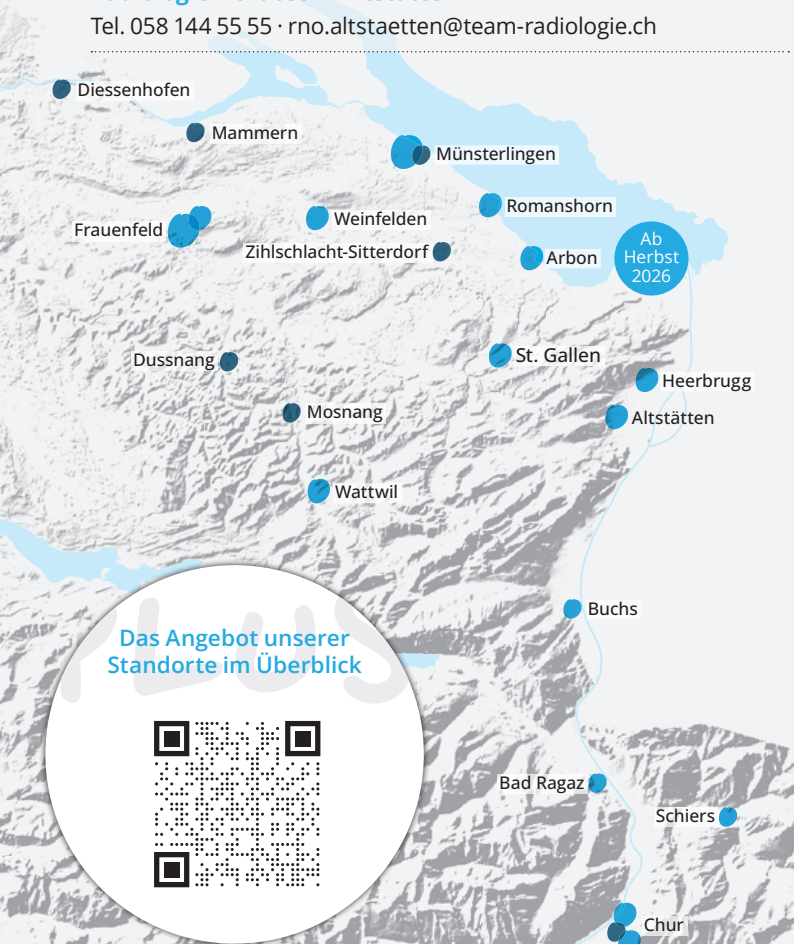 Tel. 058 144 55 55 · rno.altstaetten@team-radiologie.ch
Diessenhofen
Mammern
Münsterlingen
Romanshorn
Frauenfeld
Weinfelden
Zihlschlacht-Sitterdorf
Arbon
Ab
Herbst
2026
Dussnang
St. Gallen
Heerbrugg
Mosnang
Altstätten
Wattwil
Buchs
PLUS
Das Angebot unserer
Standorte im Überblick
Bad Ragaz
Schiers
Chur